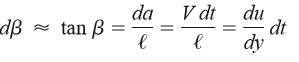 dβ ≈ tan β = da/ℓ = V dt/ℓ = du/dy dt